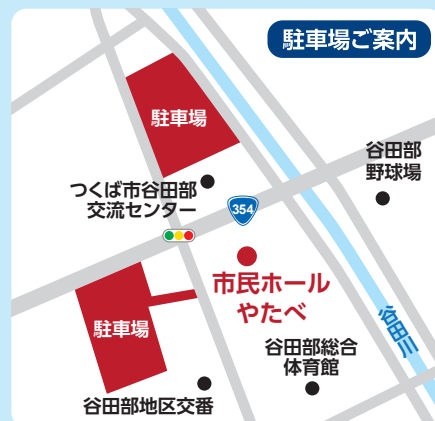 駐車場ご案内
駐車場
谷田部
野球場
つくば市谷田部
交流センター
354
市民ホール
やたべ
駐車場
谷田川
谷田部総合
体育館
谷田部地区交番